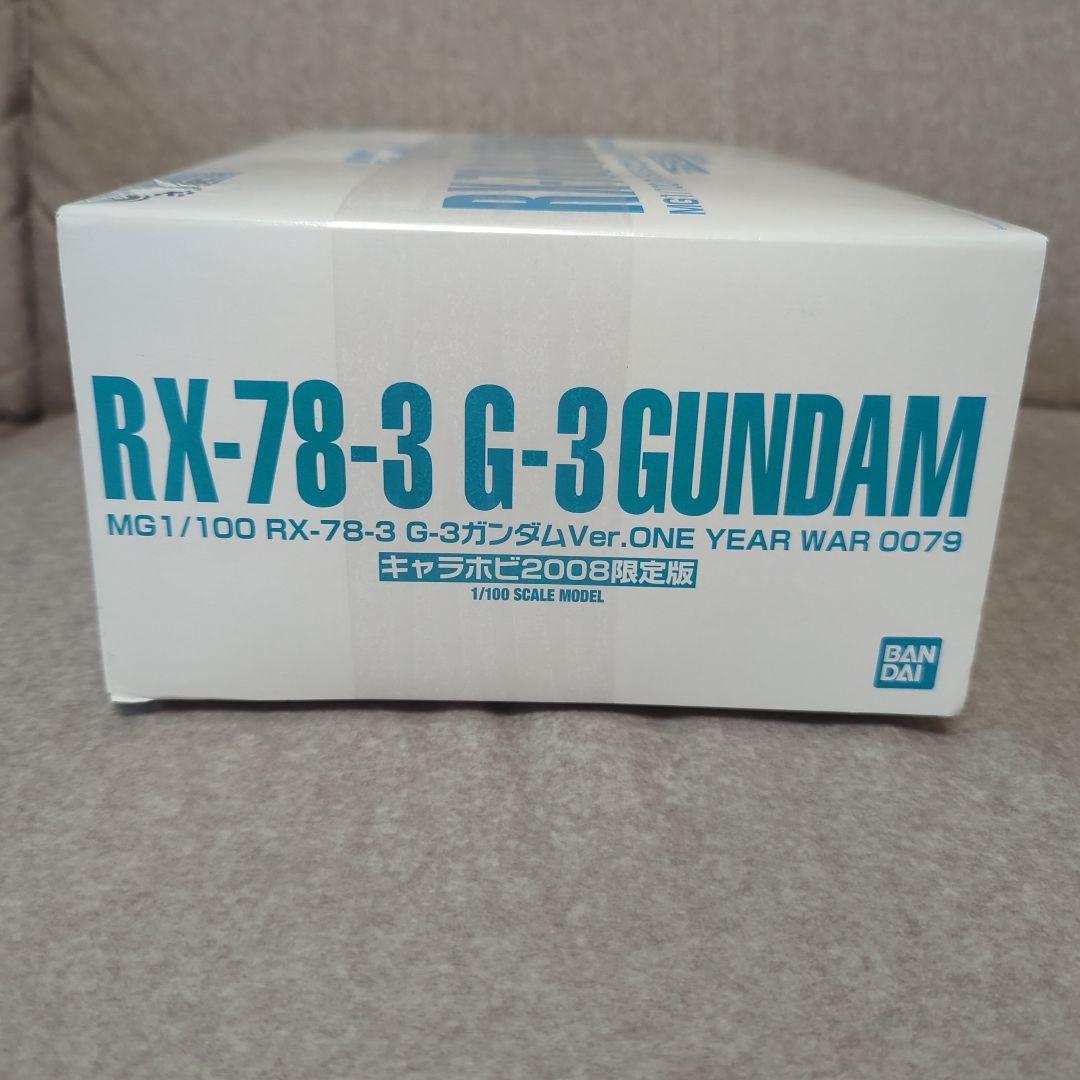 RX-78-3 G-3 GUNDAM
MG1/100 RX-78-3 G-3ガンダムVer.ONE YEAR WAR 0079
キャラホビ2008限定版
1/100 SCALE MODEL
BAN
DAI